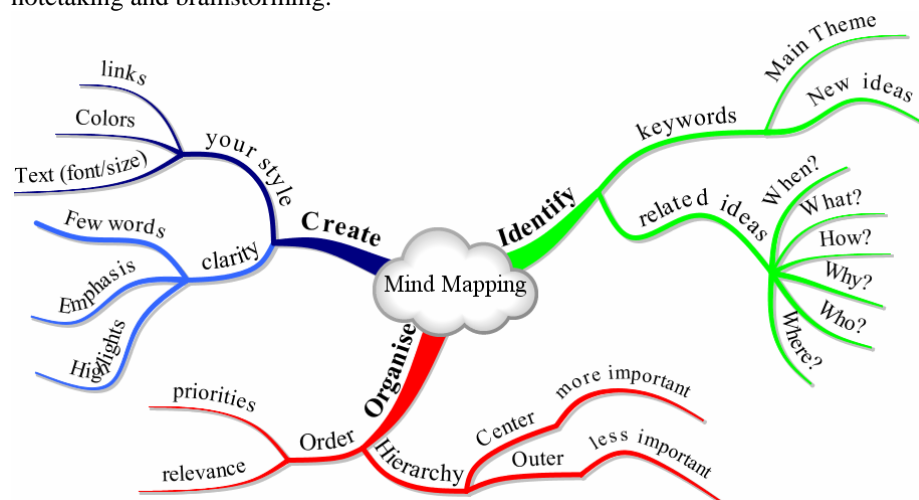 notetaking and brainstorming.
links
Colors
Text (font/size)
your style
Create
Few words
Emphasis
Highlights
clarity
Mind Mapping
Identify
keywords
Main Theme
New ideas
related ideas
When?
What?
How?
Why?
Who?
Where?
Organise
Order
priorities
relevance
Hierarchy
Center
more important
Outer
less important